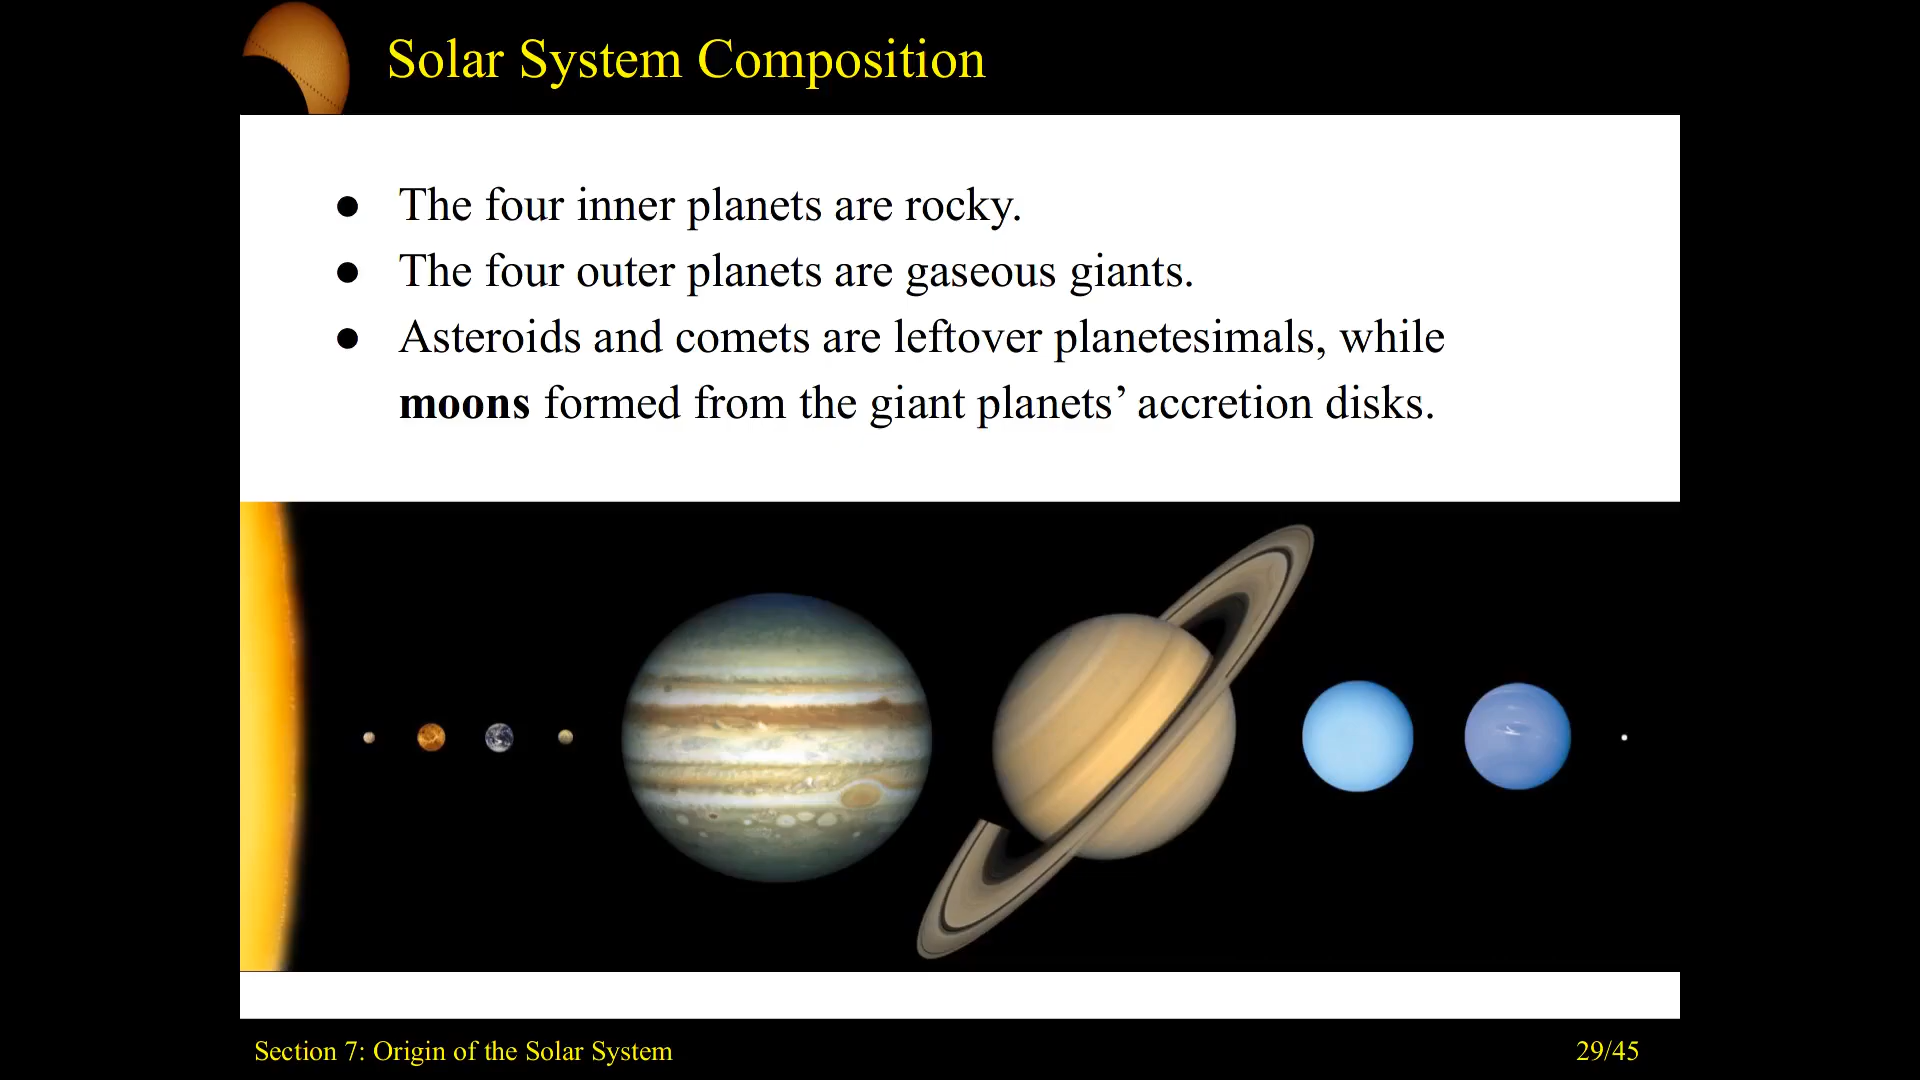 Solar System Composition
● The four inner planets are rocky.
● The four outer planets are gaseous giants.
● Asteroids and comets are leftover planetesimals, while
moons formed from the giant planets’ accretion disks.
Section 7: Origin of the Solar System
29/45